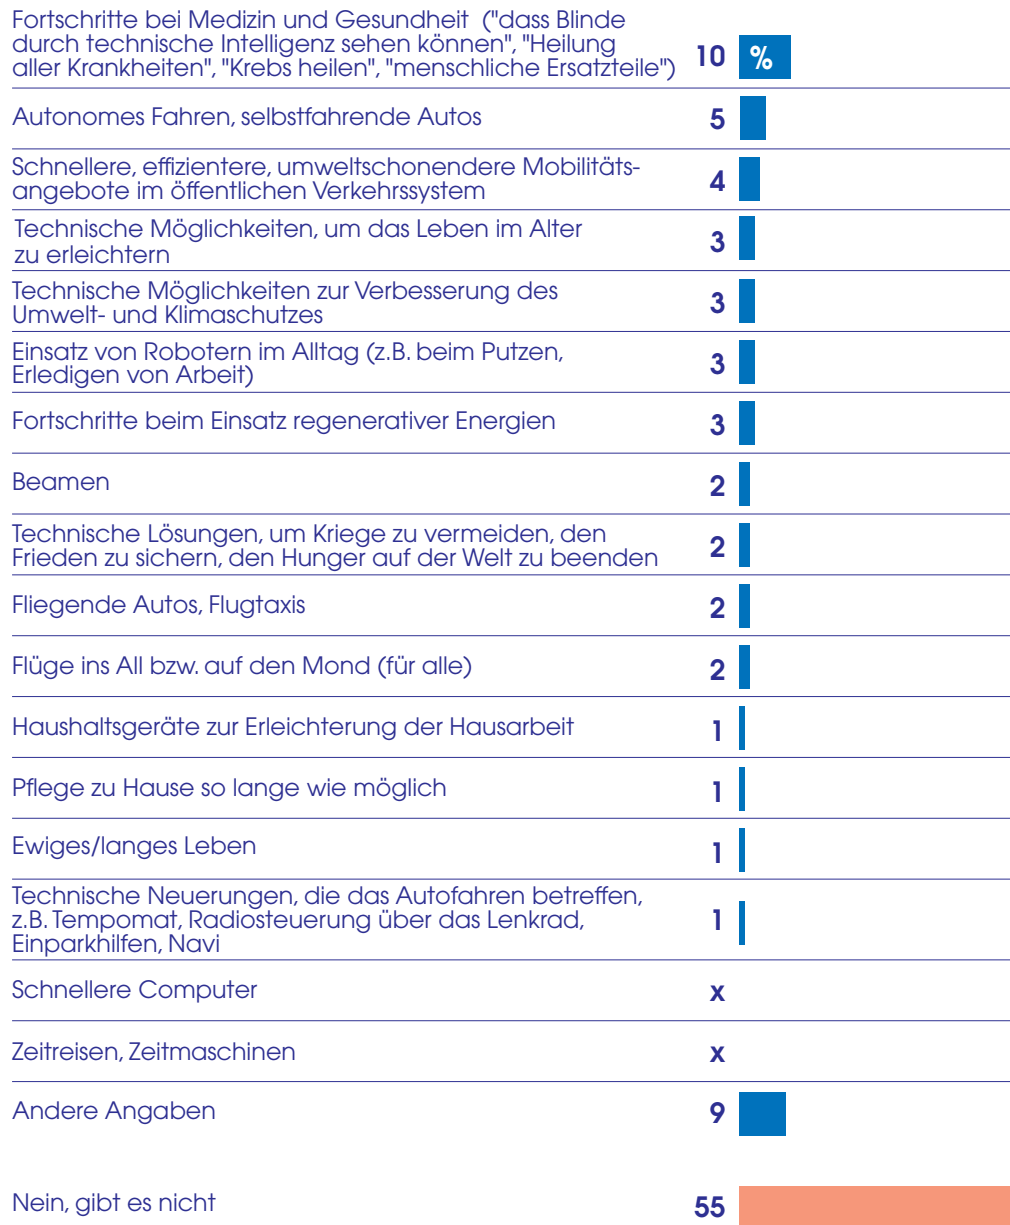 Fortschritte bei Medizin und Gesundheit ("dass Blinde
durch technische Intelligenz sehen können", "Heilung
aller Krankheiten", "Krebs heilen", "menschliche Ersatzteile") 10 %
Autonomes Fahren, selbstfahrende Autos 5
Schnellere, effizientere, umweltschonendere Mobilitäts-
angebote im öffentlichen Verkehrssystem 4
Technische Möglichkeiten, um das Leben im Alter
zu erleichtern 3
Technische Möglichkeiten zur Verbesserung des
Umwelt- und Klimaschutzes 3
Einsatz von Robotern im Alltag (z.B. beim Putzen,
Erledigen von Arbeit) 3
Fortschritte beim Einsatz regenerativer Energien 3
Beamen 2
Technische Lösungen, um Kriege zu vermeiden, den
Frieden zu sichern, den Hunger auf der Welt zu beenden 2
Fliegende Autos, Flugtaxis 2
Flüge ins All bzw. auf den Mond (für alle) 2
Haushaltsgeräte zur Erleichterung der Hausarbeit 1
Pflege zu Hause so lange wie möglich 1
Ewiges/langes Leben 1
Technische Neuerungen, die das Autofahren betreffen,
z.B. Tempomat, Radiosteuerung über das Lenkrad, 1
Einparkhilfen, Navi
Schnellere Computer x
Zeitreisen, Zeitmaschinen x
Andere Angaben 9
Nein, gibt es nicht 55